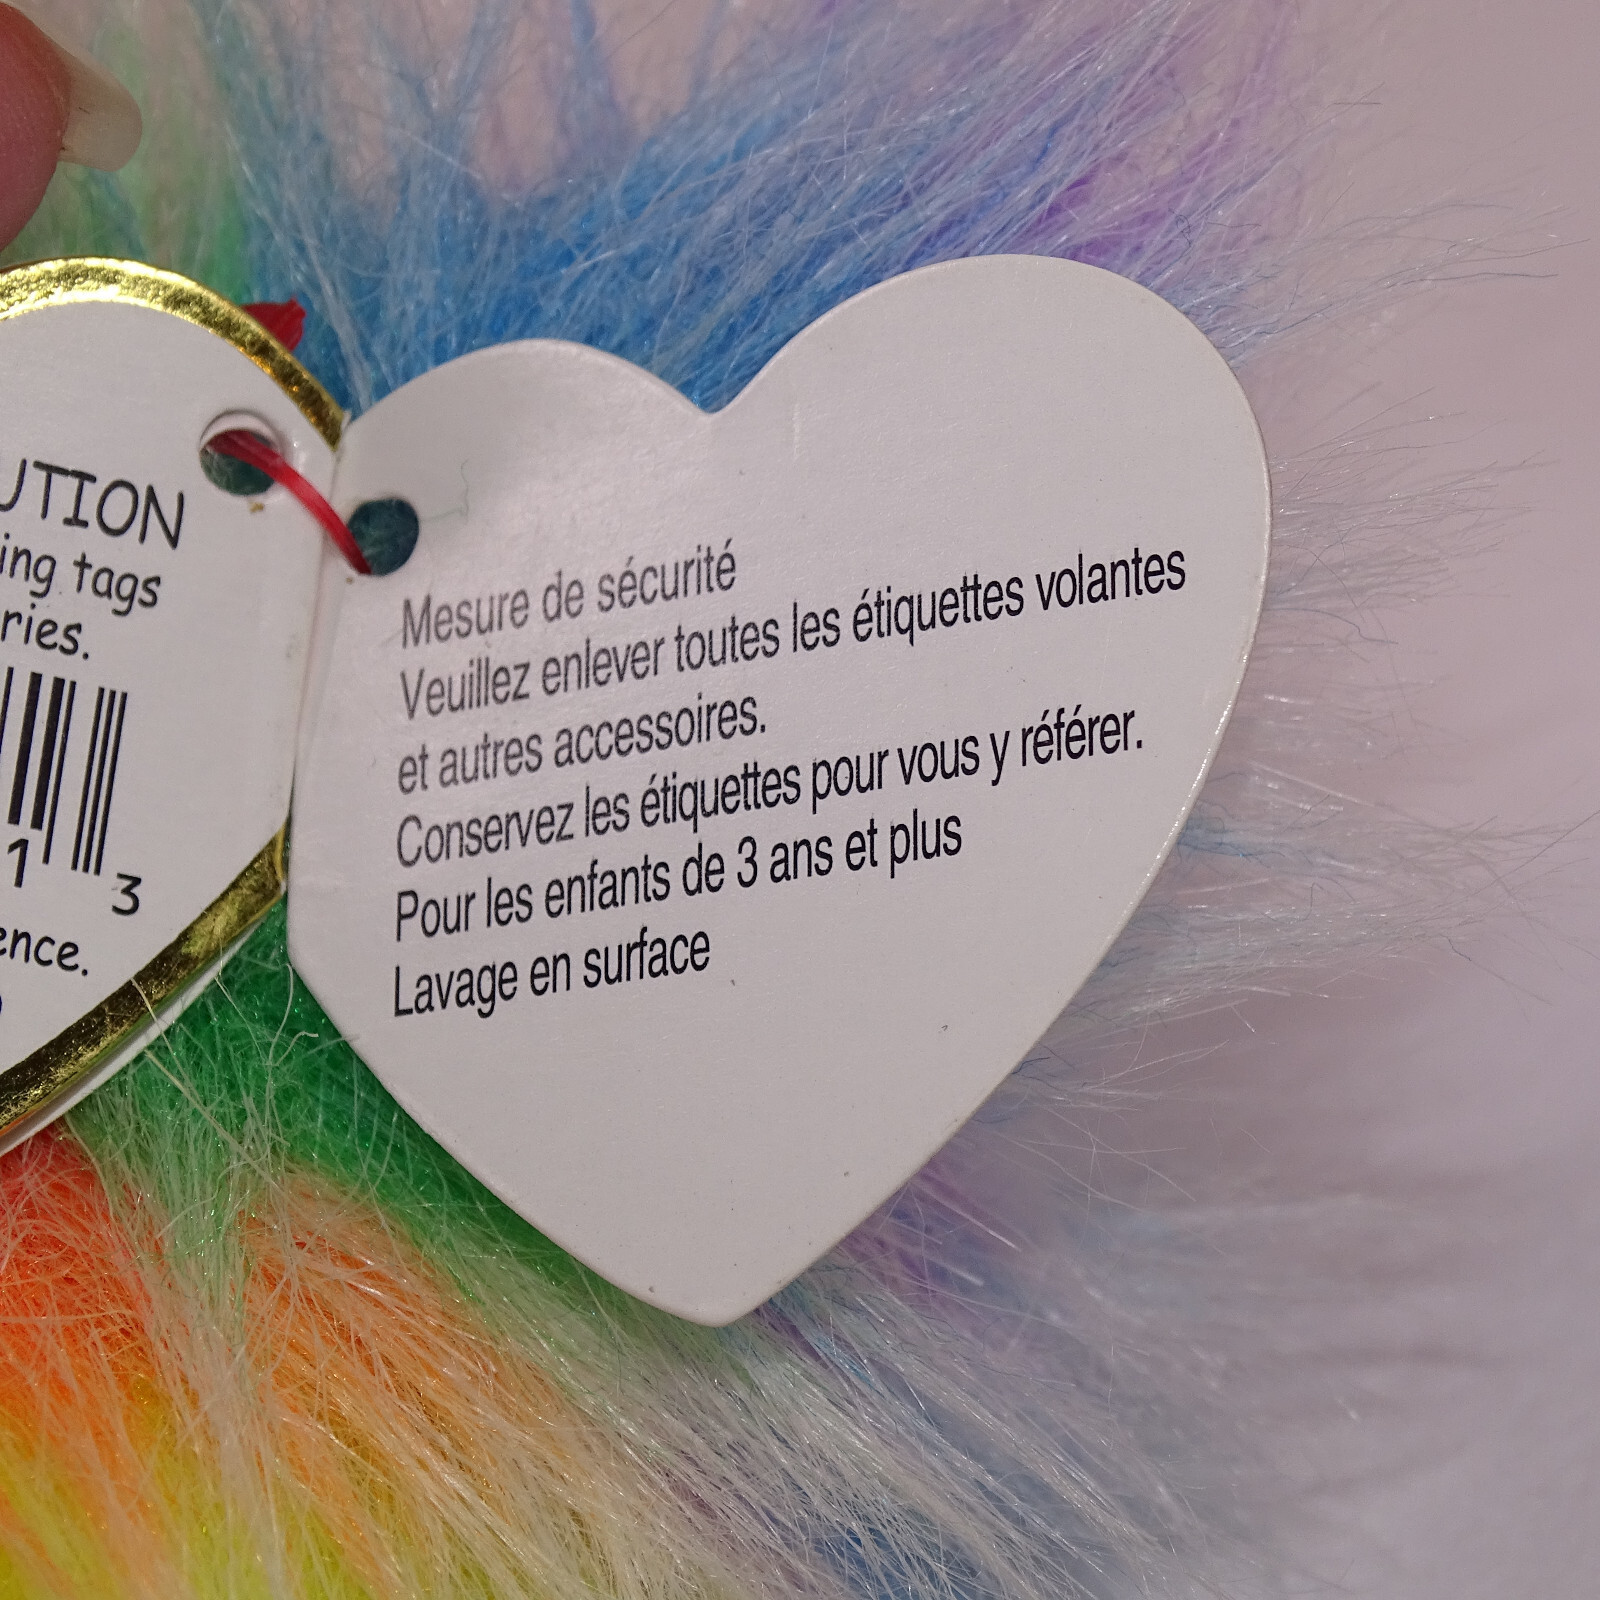 UTION
ing tags
ries.
1 3
ence.
Mesure de sécurité
Veuillez enlever toutes les étiquettes volantes
et autres accessoires.
Conservez les étiquettes pour vous y référer.
Pour les enfants de 3 ans et plus
Lavage en surface